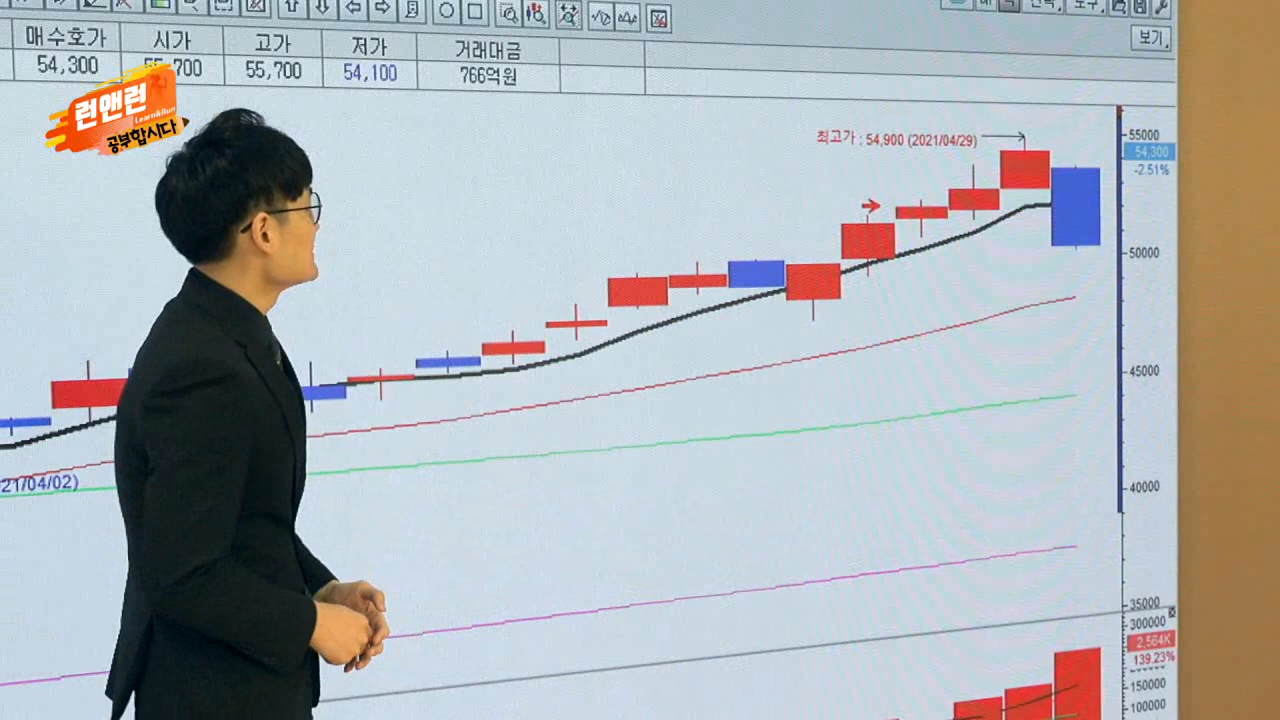 매수호가 시가 고가 저가 거래대금
54,300 700 55,700 54,100 766억원
보기
런앤런
Learn&Run
공부합시다
최고가 : 54,900 (2021/04/29)
55000
54,300
-2.51%
50000
45000
40000
21/04/02)
35000
300000
2,564K
139.23%
150000
100000